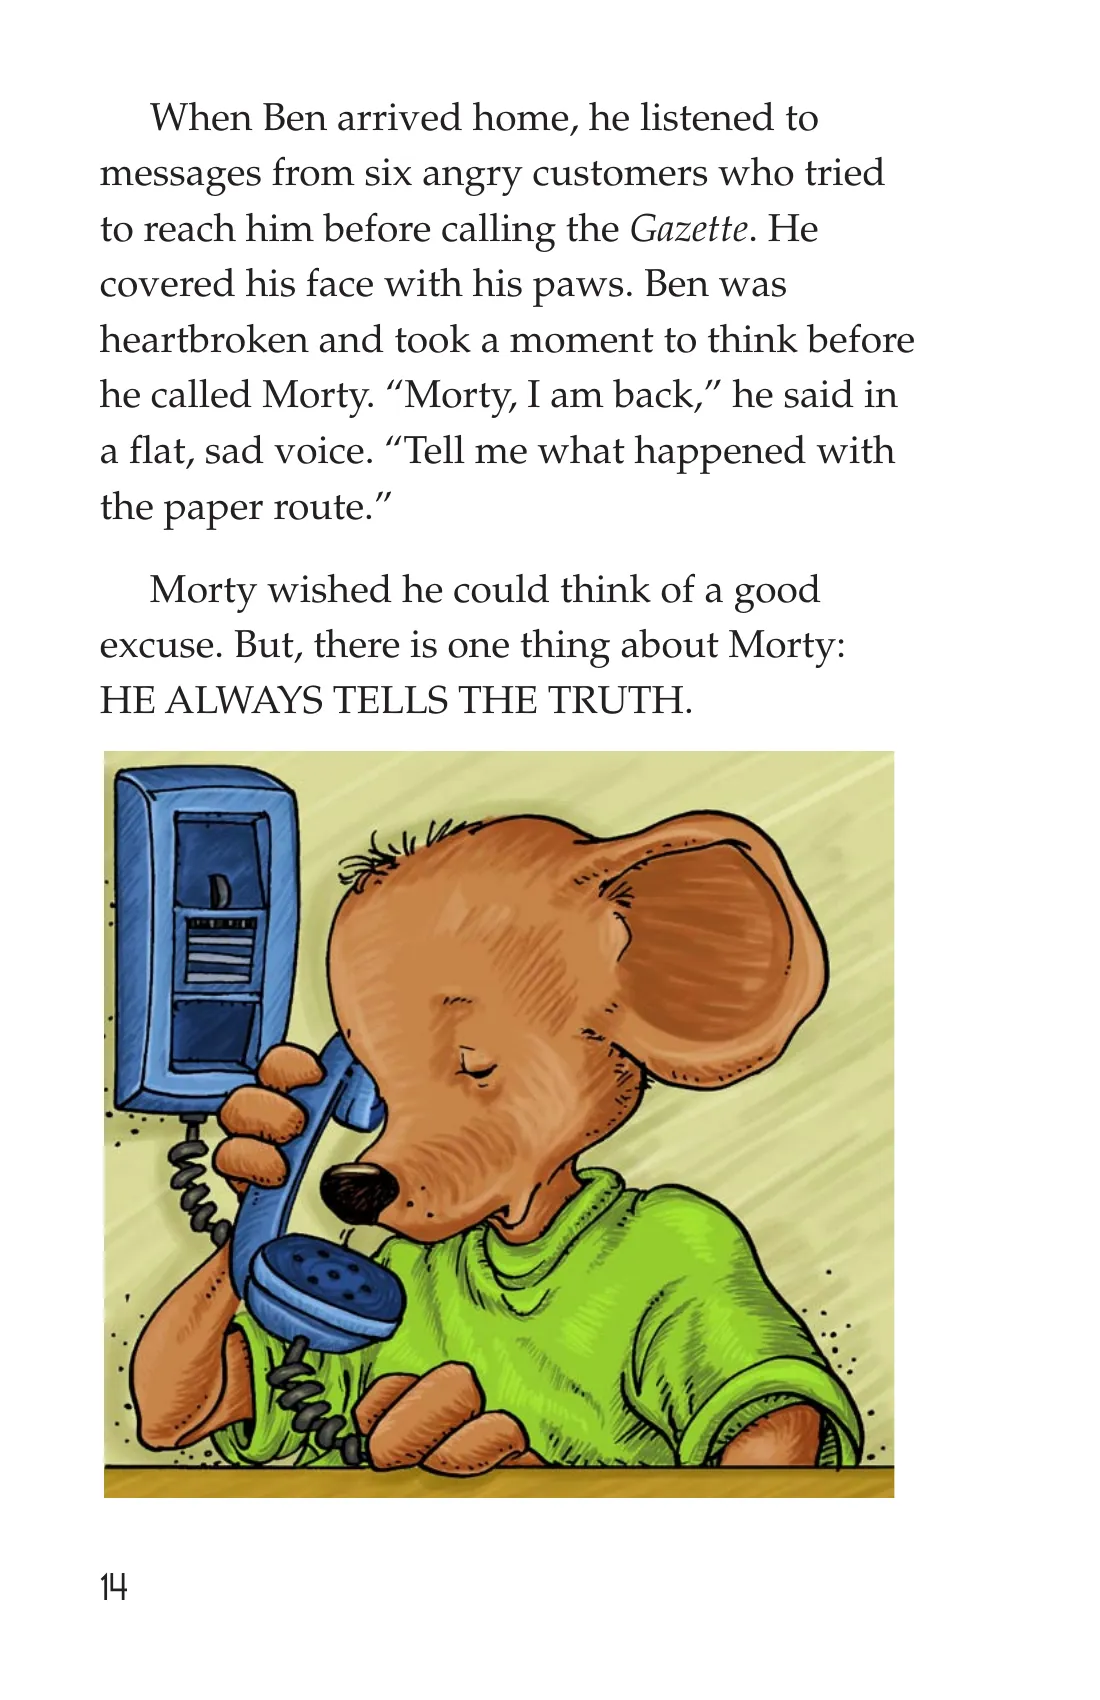 When Ben arrived home, he listened to
messages from six angry customers who tried
to reach him before calling the Gazette. He
covered his face with his paws. Ben was
heartbroken and took a moment to think before
he called Morty. “Morty, I am back,” he said in
a flat, sad voice. “Tell me what happened with
the paper route.”
Morty wished he could think of a good
excuse. But, there is one thing about Morty:
HE ALWAYS TELLS THE TRUTH.
14